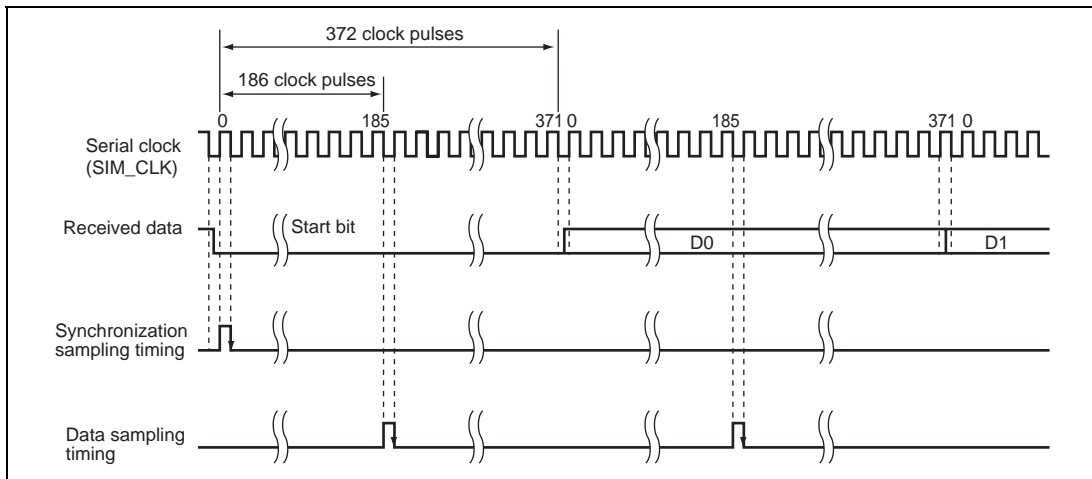 372 clock pulses
186 clock pulses
0 185 371 0 185 371 0
Serial clock
(SIM_CLK)
Received data
Start bit
D0
D1
Synchronization
sampling timing
Data sampling
timing